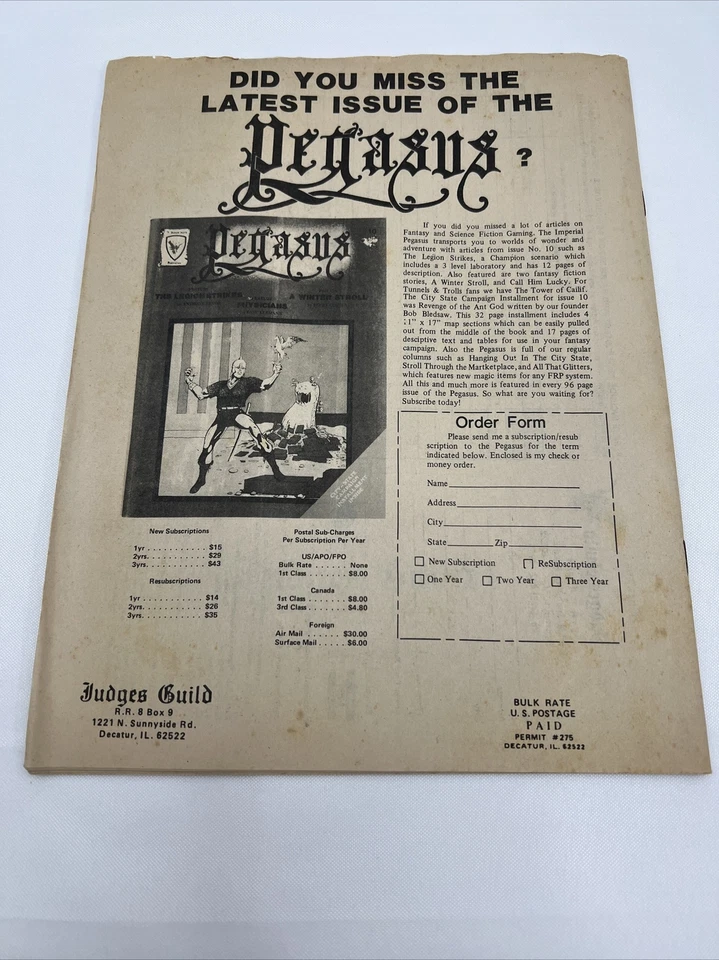 DID YOU MISS THE
LATEST ISSUE OF THE
Pegasus ?
Pegasus
THE LEGION STRIKES
A WINTER STROLL
If you did you missed a lot of articles on
Fantasy and Science Fiction Gaming. The Imperial
Pegasus transports you to worlds of wonder and
adventure with articles from issue No. 10 such as
The Legion Strikes, a Champion scenario which
includes a 3 level laboratory and has 12 pages of
description. Also featured are two fantasy fiction
stories, A Winter Stroll, and Call Him Lucky. For
Tunnels & Trolls fans we have The Tower of Califf.
The City State Campaign Installment for issue 10
was Revenge of the Ant God written by our founder
Bob Bledsaw. This 32 page installment includes 4
;1" x 17" map sections which can be easily pulled
out from the middle of the book and 17 pages of
desciptive text and tables for use in your fantasy
campaign. Also the Pegasus is full of our regular
columns such as Hanging Out In The City State,
Stroll Through the Martketplace, and All That Glitters,
which features new magic items for any FRP system.
All this and much more is featured in every 96 page
issue of the Pegasus. So what are you waiting for?
Subscribe today!
Order Form
Please send me a subscription/resub
scription to the Pegasus for the term
indicated below. Enclosed is my check or
money order.
Name
Address
City
State Zip
New Subscription ReSubscription
One Year Two Year Three Year
New Subscriptions
1yr . . . . . . . . . . . $15
2yrs. . . . . . . . . . . $29
3yrs. . . . . . . . . . . $43
Resubscriptions
1yr . . . . . . . . . . . $14
2yrs. . . . . . . . . . . $26
3yrs. . . . . . . . . . . $35
Postal Sub-Charges
Per Subscription Per Year
US/APO/FPO
Bulk Rate . . . . . . None
1st Class . . . . . . . $8.00
Canada
1st Class . . . . . . . $8.00
3rd Class . . . . . . . $4.80
Foreign
Air Mail . . . . . . . $30.00
Surface Mail . . . . . $6.00
Judges Guild
R.R. 8 Box 9
1221 N. Sunnyside Rd.
Decatur, IL. 62522
BULK RATE
U.S. POSTAGE
PAID
PERMIT #275
DECATUR, IL. 62522